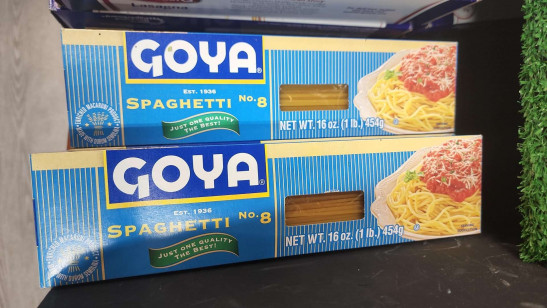 Lasagna
GOYA®
EST. 1936
SPAGHETTI No. 8
JUST ONE QUALITY
THE BEST!
NET WT. 16 oz. (1 lb.) 454g
GOYA®
EST. 1936
SPAGHETTI No. 8
JUST ONE QUALITY
THE BEST!
NET WT. 16 oz. (1 lb.) 454g